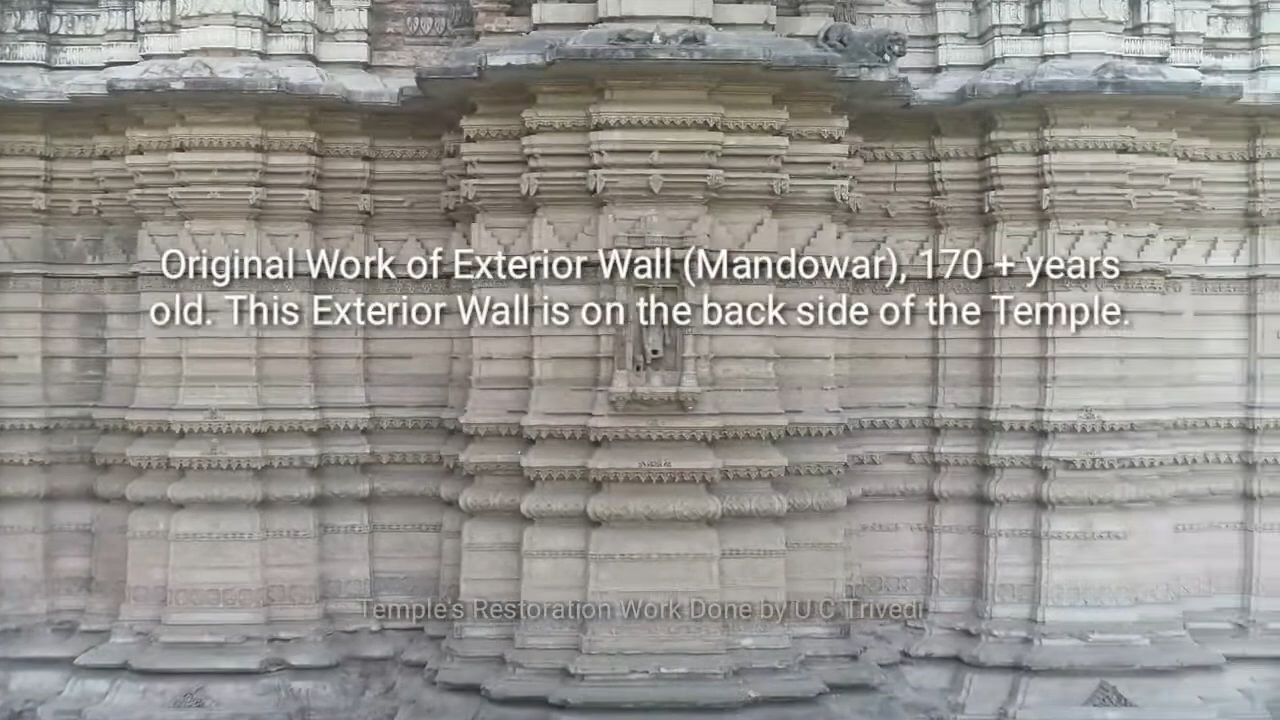 Original Work of Exterior Wall (Mandowar), 170 + years
old. This Exterior Wall is on the back side of the Temple.
Temple's Restoration Work Done by U C Trivedi